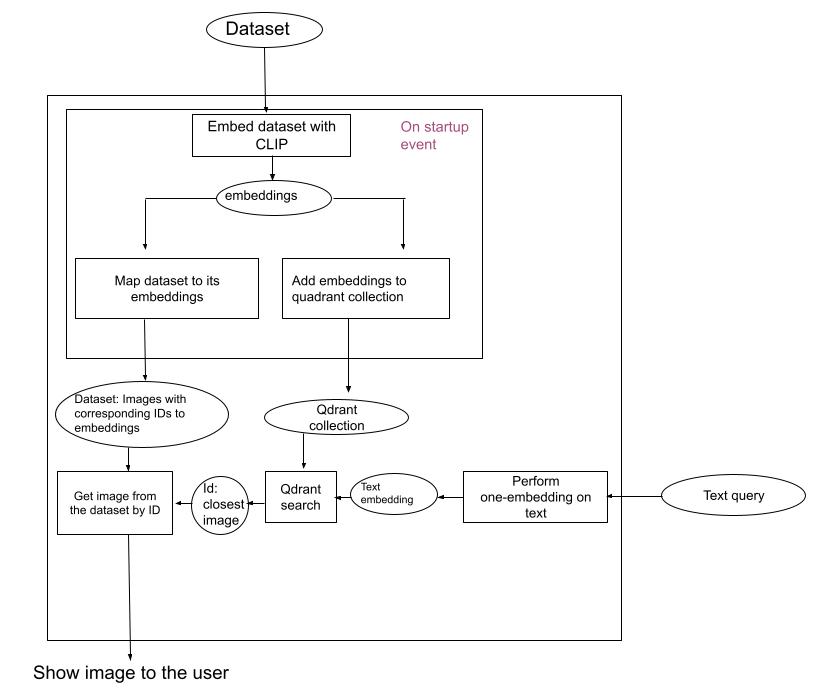 Dataset
Embed dataset with
CLIP
On startup
event
embeddings
Map dataset to its
embeddings
Add embeddings to
quadrant collection
Dataset: Images with
corresponding IDs to
embeddings
Qdrant
collection
Get image from
the dataset by ID
Id:
closest
image
Qdrant
search
Text
embedding
Perform
one-embedding on
text
Text query
Show image to the user